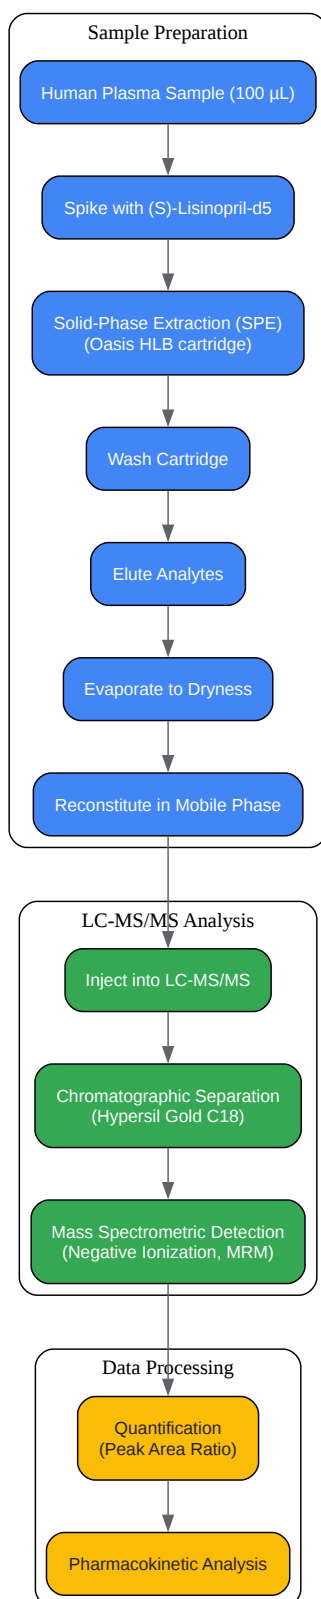 Sample Preparation
Human Plasma Sample (100 µL)
Spike with (S)-Lisinopril-d5
Solid-Phase Extraction (SPE)
(Oasis HLB cartridge)
Wash Cartridge
Elute Analytes
Evaporate to Dryness
Reconstitute in Mobile Phase
LC-MS/MS Analysis
Inject into LC-MS/MS
Chromatographic Separation
(Hypersil Gold C18)
Mass Spectrometric Detection
(Negative Ionization, MRM)
Data Processing
Quantification
(Peak Area Ratio)
Pharmacokinetic Analysis